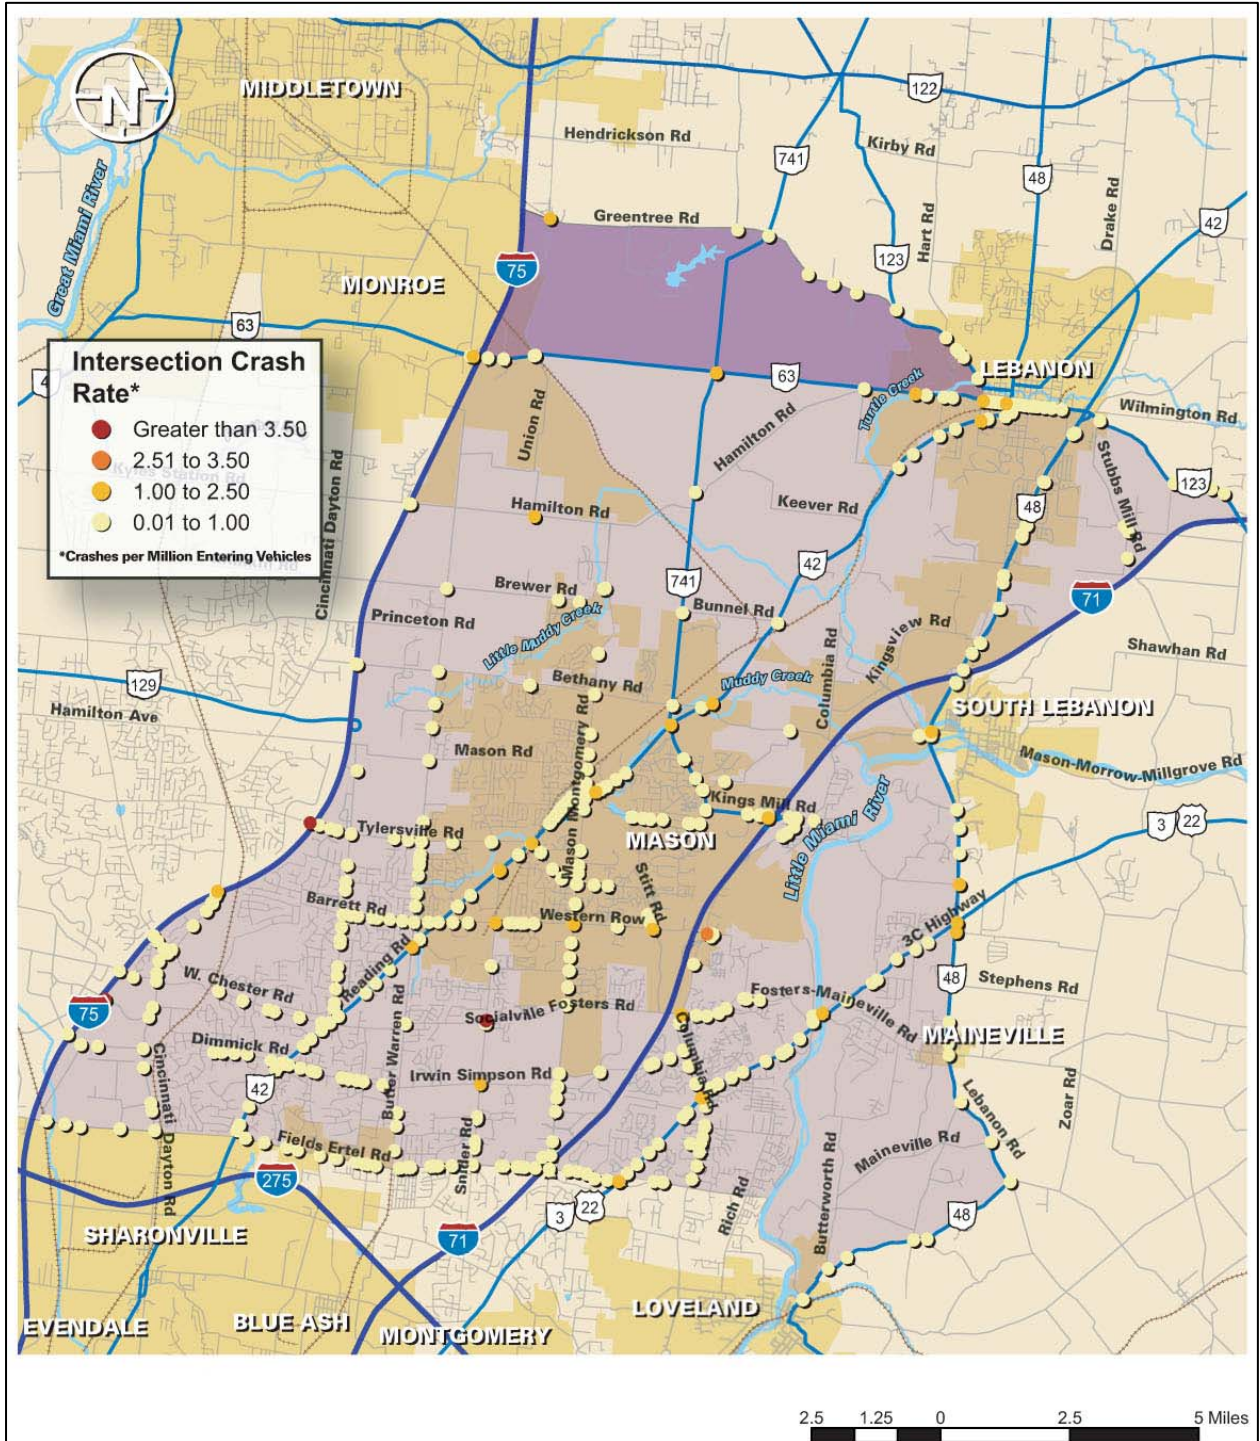 MIDDLETOWN
122
Hendrickson Rd
Kirby Rd
741
48
Great Miami River
Greentree Rd
Hart Rd
Drake Rd
42
123
75
MONROE
63
Intersection Crash
Rate*
Greater than 3.50
2.51 to 3.50
1.00 to 2.50
0.01 to 1.00
*Crashes per Million Entering Vehicles
4
Kyles Station Rd
N
LEBANON
63
Turtle Creek
Wilmington Rd
Union Rd
Hamilton Rd
Cincinnati Dayton Rd
Stubbs Mill Rd
123
Hamilton Rd
Keever Rd
48
42
741
Brewer Rd
Bunnel Rd
71
Princeton Rd
Little Muddy Creek
Columbia Rd
Kingsview Rd
Shawhan Rd
129
Bethany Rd
Muddy Creek
Hamilton Ave
SOUTH LEBANON
Mason Rd
Mason Montgomery Rd
Mason-Morrow-Millgrove Rd
Kings Mill Rd
Little Miami River
3
22
Tylersville Rd
MASON
Stitt Rd
Barrett Rd
Western Row
3C Highway
Reading Rd
W. Chester Rd
48
Stephens Rd
75
Socialville Fosters Rd
Fosters-Maineville Rd
Dimmick Rd
Butler Warren Rd
MAINEVILLE
Cincinnati Dayton Rd
42
Irwin Simpson Rd
Columbia Rd
Lebanon Rd
Zoar Rd
Fields Ertel Rd
Snider Rd
Maineville Rd
275
Rich Rd
Butterworth Rd
3
22
48
SHARONVILLE
71
LOVELAND
EVENDALE
BLUE ASH
MONTGOMERY
2.5 1.25 0 2.5 5 Miles